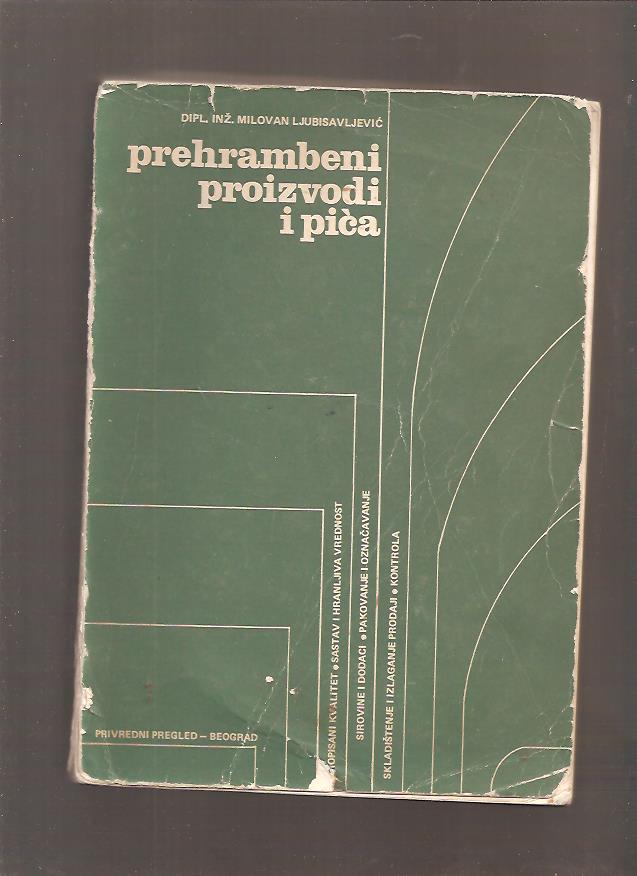 DIPL. INŽ. MILOVAN LJUBISAVLJEVIĆ
prehrambeni
proizvodi
i pića
OPISANI KVALITET • SASTAV I HRANLJIVA VREDNOST
SIROVINE I DODACI • PAKOVANJE I OZNAČAVANJE
SKLADIŠTENJE I IZLAGANJE PRODAJI • KONTROLA
PRIVREDNI PREGLED — BEOGRAD